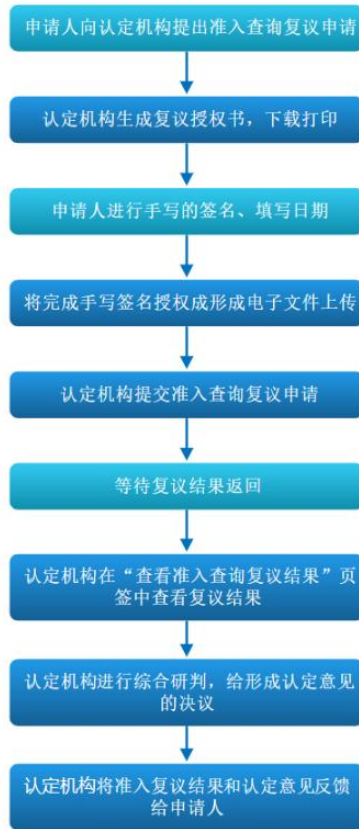 申请人向认定机构提出准入查询复议申请
认定机构生成复议授权书，下载打印
申请人进行手写的签名、填写日期
将完成手写签名授权成形成电子文件上传
认定机构提交准入查询复议申请
等待复议结果返回
认定机构在“查看准入查询复议结果”页
签中查看复议结果
认定机构进行综合研判，给形成认定意见
的决议
认定机构将准入复议结果和认定意见反馈
给申请人